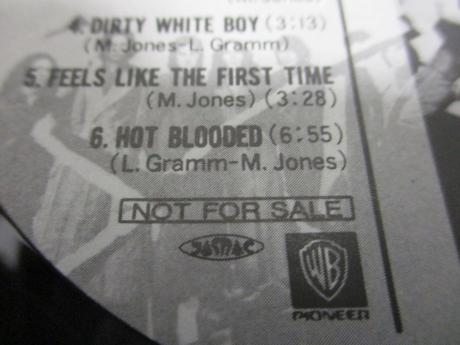 4. DIRTY WHITE BOY (3:13)
(M. Jones-L. Gramm)
5. FEELS LIKE THE FIRST TIME
(M. Jones) (3:28)
6. HOT BLOODED (6:55)
(L. Gramm-M. Jones)
NOT FOR SALE
JASRAC
WB
PIONEER